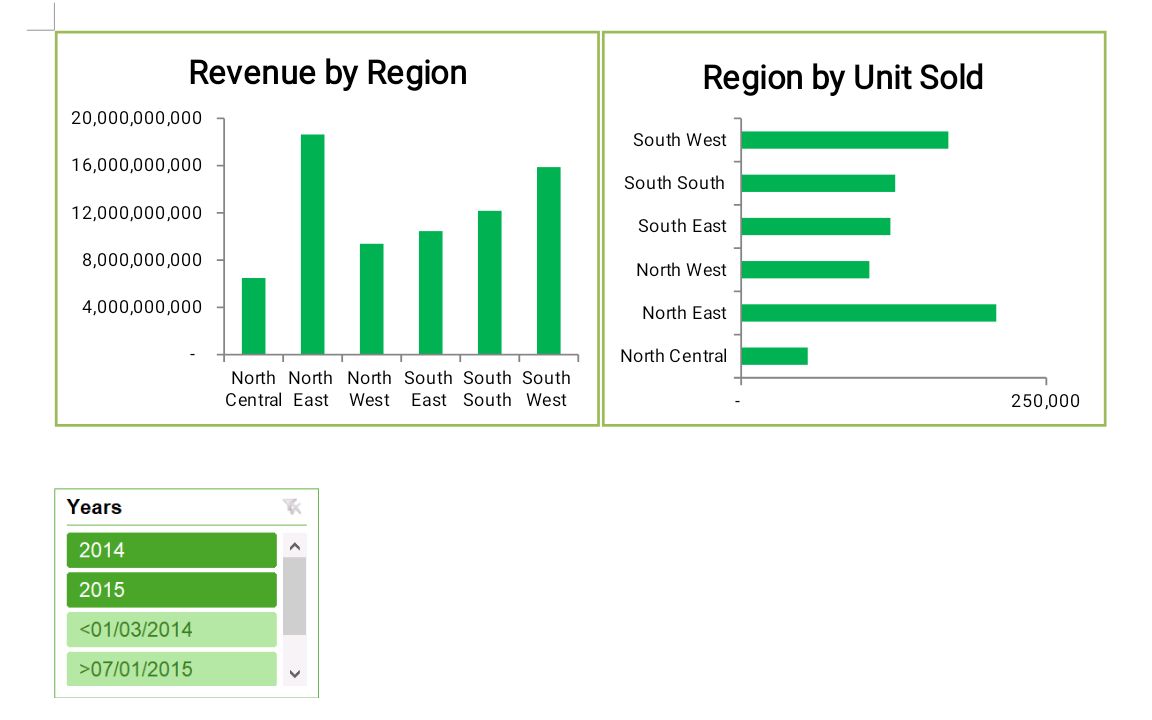 Revenue by Region
20,000,000,000
16,000,000,000
12,000,000,000
8,000,000,000
4,000,000,000
-
North North North South South South
Central East West East South West
Region by Unit Sold
South West
South South
South East
North West
North East
North Central
- 250,000
Years
2014
2015
<01/03/2014
>07/01/2015